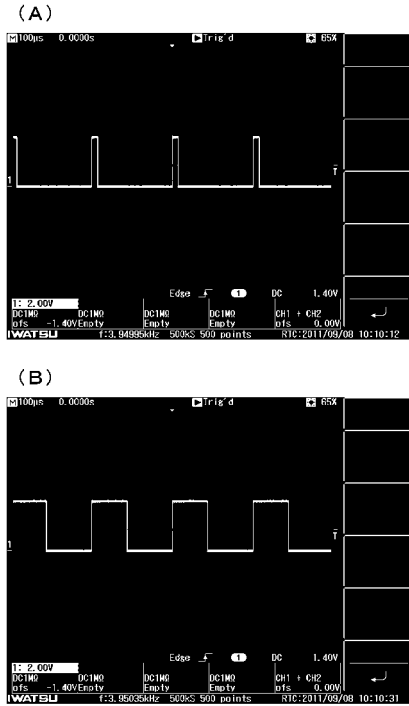 (A)
M 100μs 0.0000s Trig'd 65%
T
1
Edge 1 DC 1.40V
1: 2.00V
DC1MΩ DC1MΩ DC1MΩ DC1MΩ CH1 + CH2
ofs -1.40V Empty Empty Empty ofs 0.00V
IWATSU f:3.94995kHz 500kS 500 points RTC:2011/09/08 10:10:12
(B)
M 100μs 0.0000s Trig'd 65%
T
1
Edge 1 DC 1.40V
1: 2.00V
DC1MΩ DC1MΩ DC1MΩ DC1MΩ CH1 + CH2
ofs -1.40V Empty Empty Empty ofs 0.00V
IWATSU f:3.95035kHz 500kS 500 points RTC:2011/09/08 10:10:31